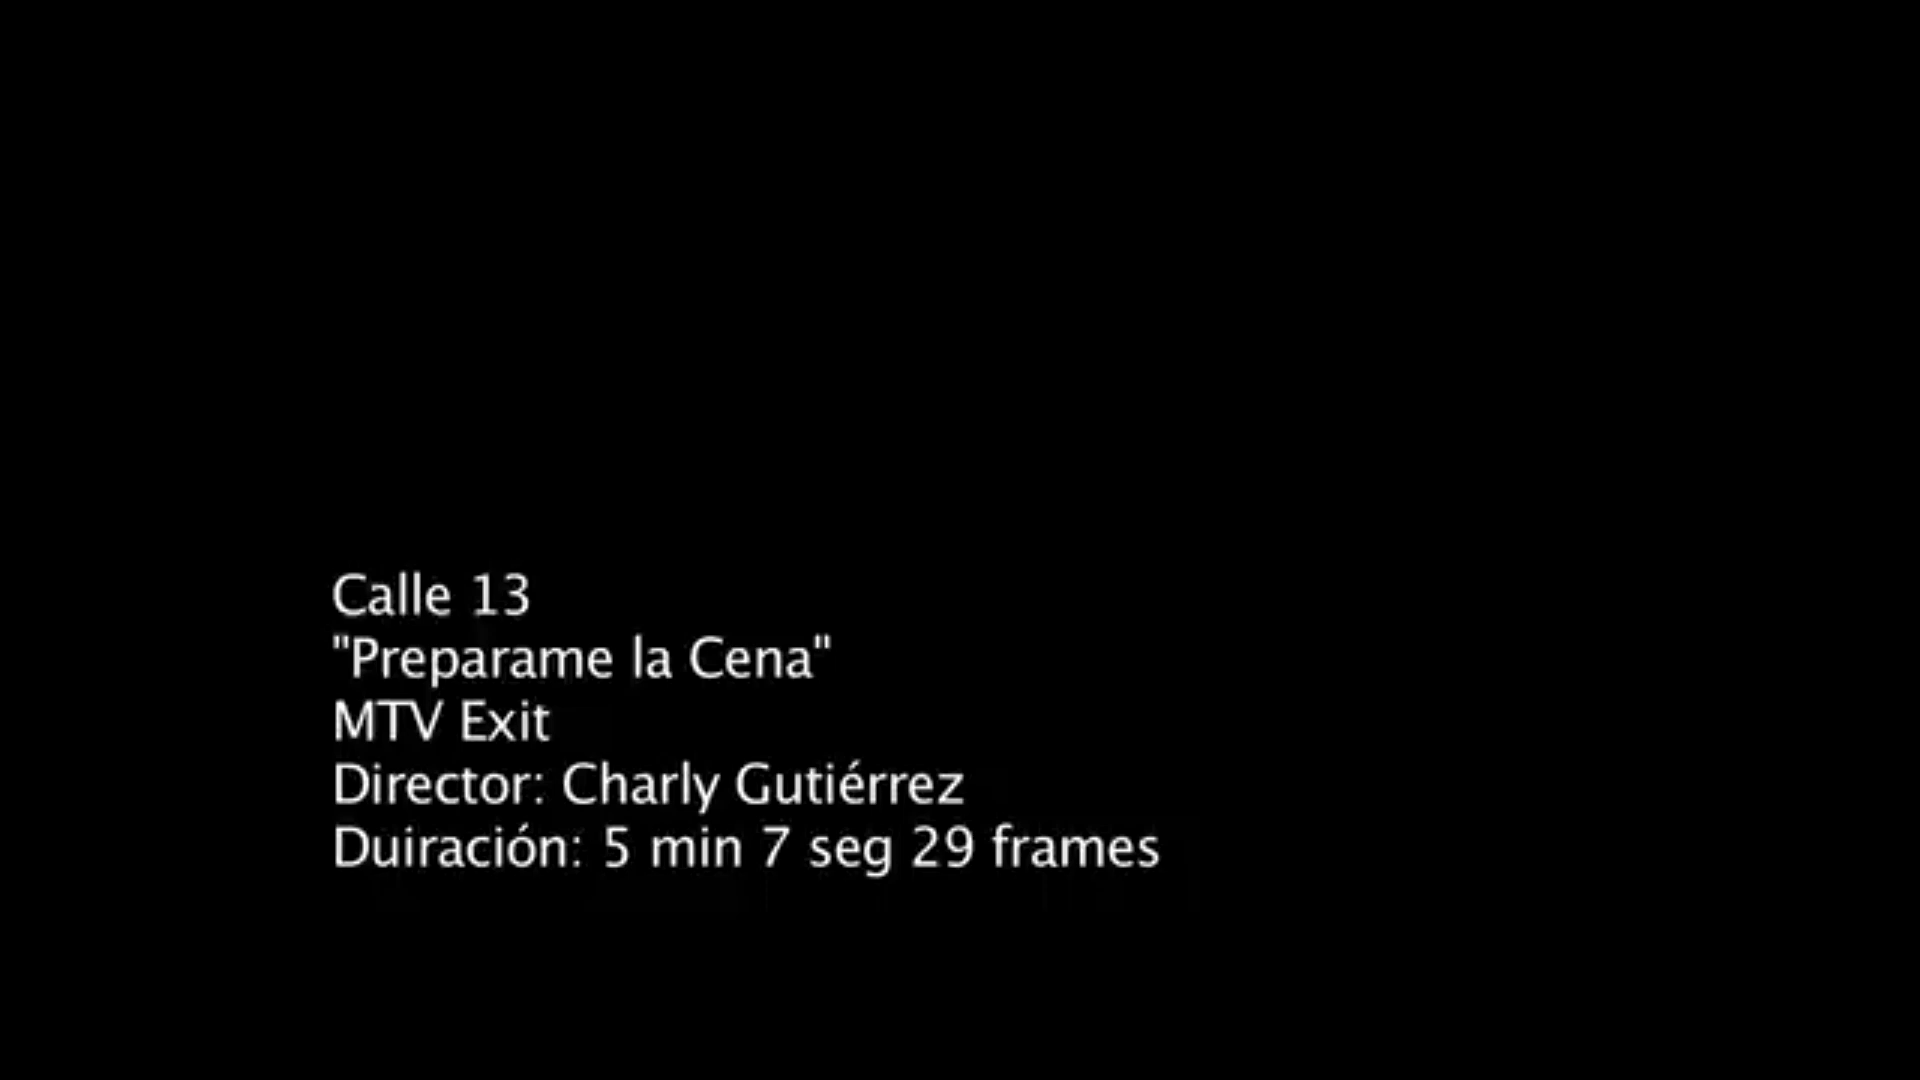 Calle 13
"Preparame la Cena"
MTV Exit
Director: Charly Gutiérrez
Duiración: 5 min 7 seg 29 frames